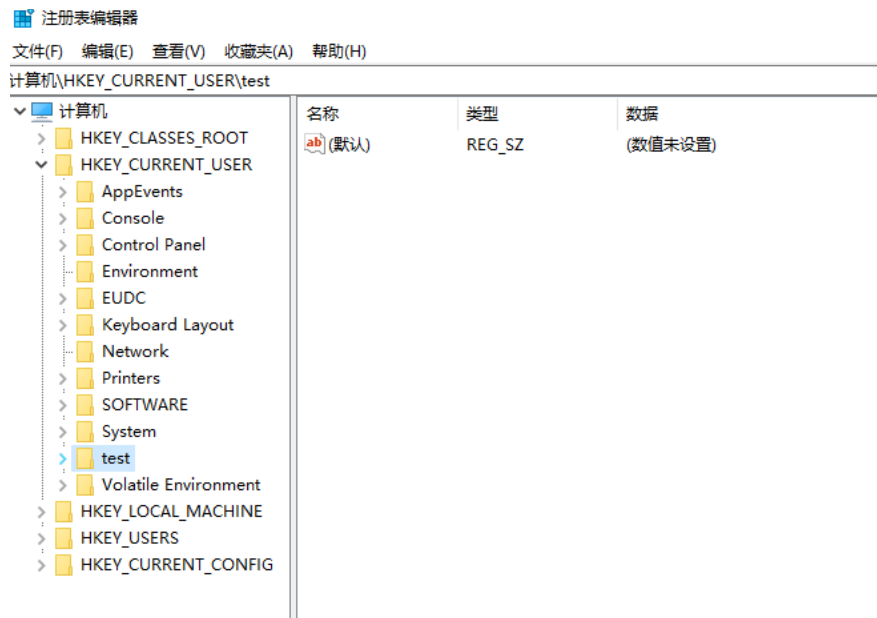 注册表编辑器
文件(F) 编辑(E) 查看(V) 收藏夹(A) 帮助(H)
计算机\HKEY_CURRENT_USER\test
计算机
HKEY_CLASSES_ROOT
HKEY_CURRENT_USER
AppEvents
Console
Control Panel
Environment
EUDC
Keyboard Layout
Network
Printers
SOFTWARE
System
test
Volatile Environment
HKEY_LOCAL_MACHINE
HKEY_USERS
HKEY_CURRENT_CONFIG
名称 类型 数据
ab (默认) REG_SZ (数值未设置)